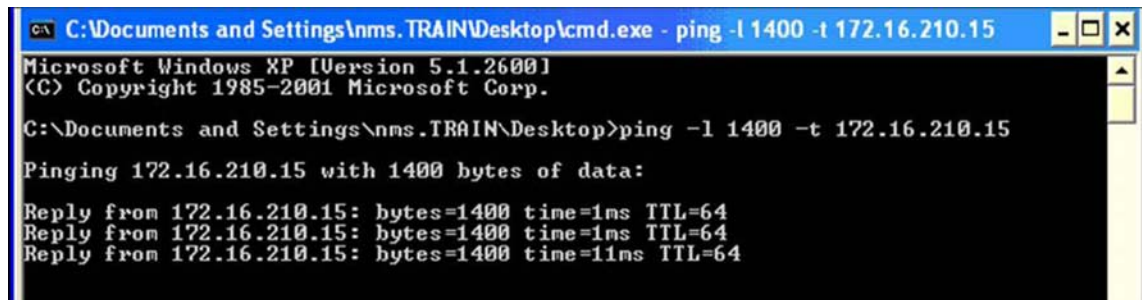 C:\Documents and Settings\nms.TRAIN\Desktop\cmd.exe - ping -l 1400 -t 172.16.210.15
Microsoft Windows XP [Version 5.1.2600]
(C) Copyright 1985-2001 Microsoft Corp.
C:\Documents and Settings\nms.TRAIN\Desktop>ping -l 1400 -t 172.16.210.15
Pinging 172.16.210.15 with 1400 bytes of data:
Reply from 172.16.210.15: bytes=1400 time=1ms TTL=64
Reply from 172.16.210.15: bytes=1400 time=1ms TTL=64
Reply from 172.16.210.15: bytes=1400 time=11ms TTL=64